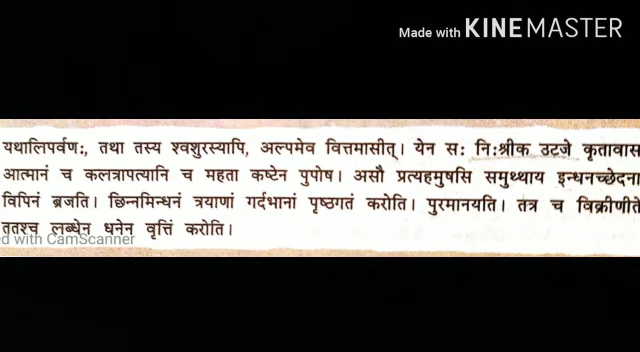 Made with KINEMASTER
यथालिपर्वणः, तथा तस्य श्वशुरस्यापि, अल्पमेव वित्तमासीत्। येन सः निःश्रीक उटजे कृतावास
आत्मानं च कलत्रापत्यानि च महता कष्टेन पुपोष। असौ प्रत्यहमुषसि समुत्थाय इन्धनच्छेदना
विपिनं ब्रजति। छिन्नमिन्धनं त्रयाणां गर्दभानां पृष्ठगतं करोति। पुरमानयति। तत्र च विक्रीणीते
ततश्च लब्धेन धनेन वृत्तिं करोति।
d with CamScanner